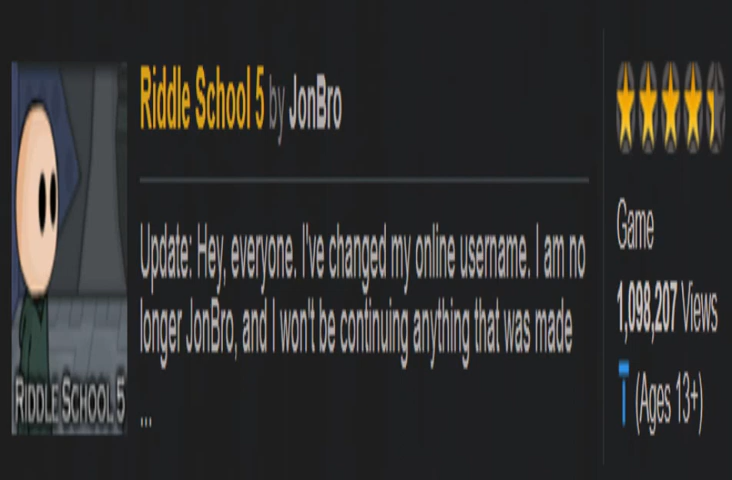 Riddle School 5 by JonBro
Update: Hey, everyone. I've changed my online username. I am no
longer JonBro, and I won't be continuing anything that was made
...
RIDDLE SCHOOL 5
Game
1,098,207 Views
T (Ages 13+)